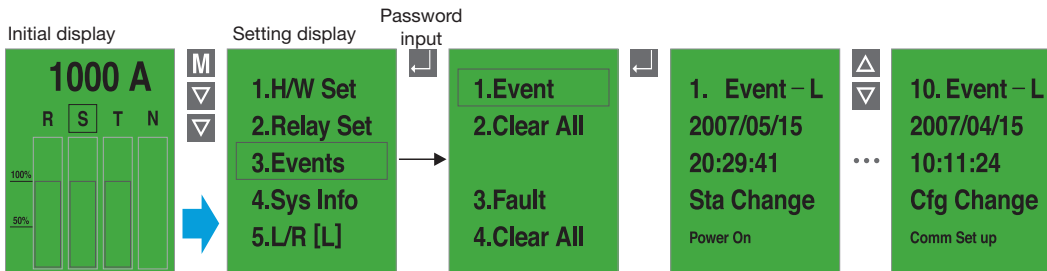 Initial display
1000 A
R S T N
100%
50%
M
Setting display
1.H/W Set
2.Relay Set
3.Events
4.Sys Info
5.L/R [L]
Password
input
1.Event
2.Clear All
3.Fault
4.Clear All
1. Event – L
2007/05/15
20:29:41
Sta Change
Power On
...
10. Event – L
2007/04/15
10:11:24
Cfg Change
Comm Set up